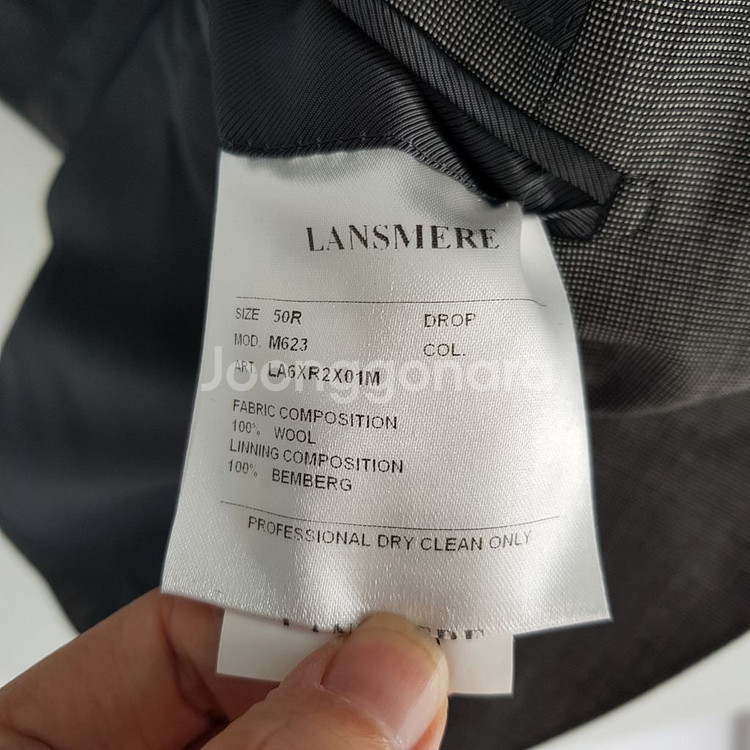 LANSMERE
SIZE 50R DROP
MOD. M623 COL.
ART. LA6XR2X01M
Joonggonara
FABRIC COMPOSITION
100% WOOL
LINNING COMPOSITION
100% BEMBERG
PROFESSIONAL DRY CLEAN ONLY